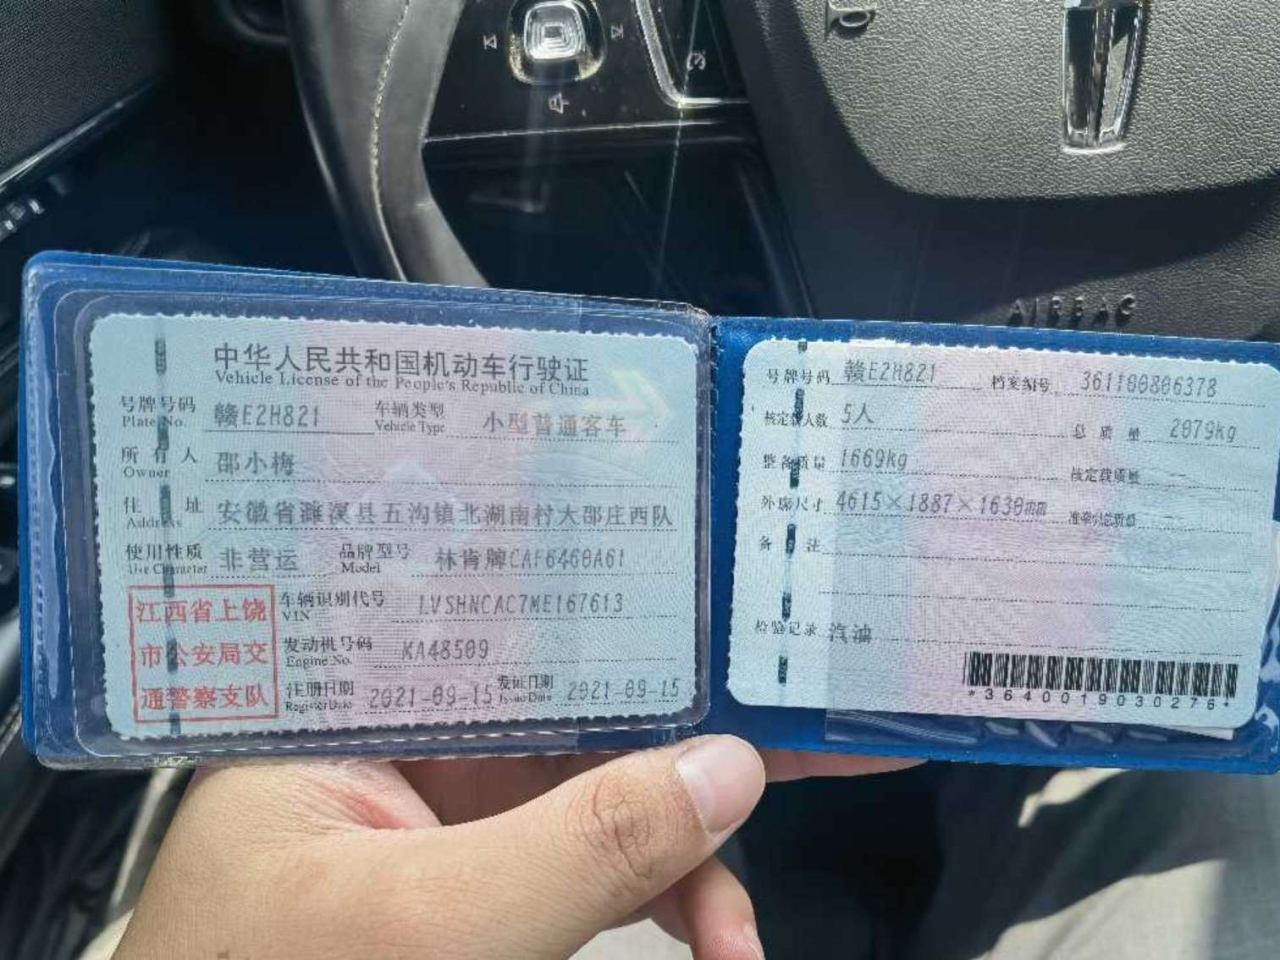 中华人民共和国机动车行驶证
Vehicle License of the People's Republic of China
号牌号码 赣E2H821 车辆类型 小型普通客车
Plate No. Vehicle Type
所有人 邵小梅
Owner
住址 安徽省濉溪县五沟镇北湖南村大邵庄西队
Address
使用性质 非营运 品牌型号 林肯牌CAF6460A61
Use Character Model
江西省上饶
市公安局交
通警察支队
车辆识别代号 LVSHNCAC7ME167613
VIN
发动机号码 KA48509
Engine No.
注册日期 2021-09-15 发证日期 2021-09-15
Register Date Issue Date
号牌号码 赣E2H821 档案编号 361100806378
核定载人数 5人 总质量 2079kg
整备质量 1669kg 核定载质量 --
外廓尺寸 4615×1887×1630mm 准牵引总质量 --
备注
检验记录 汽油
*3640019030276*
AIRBAG